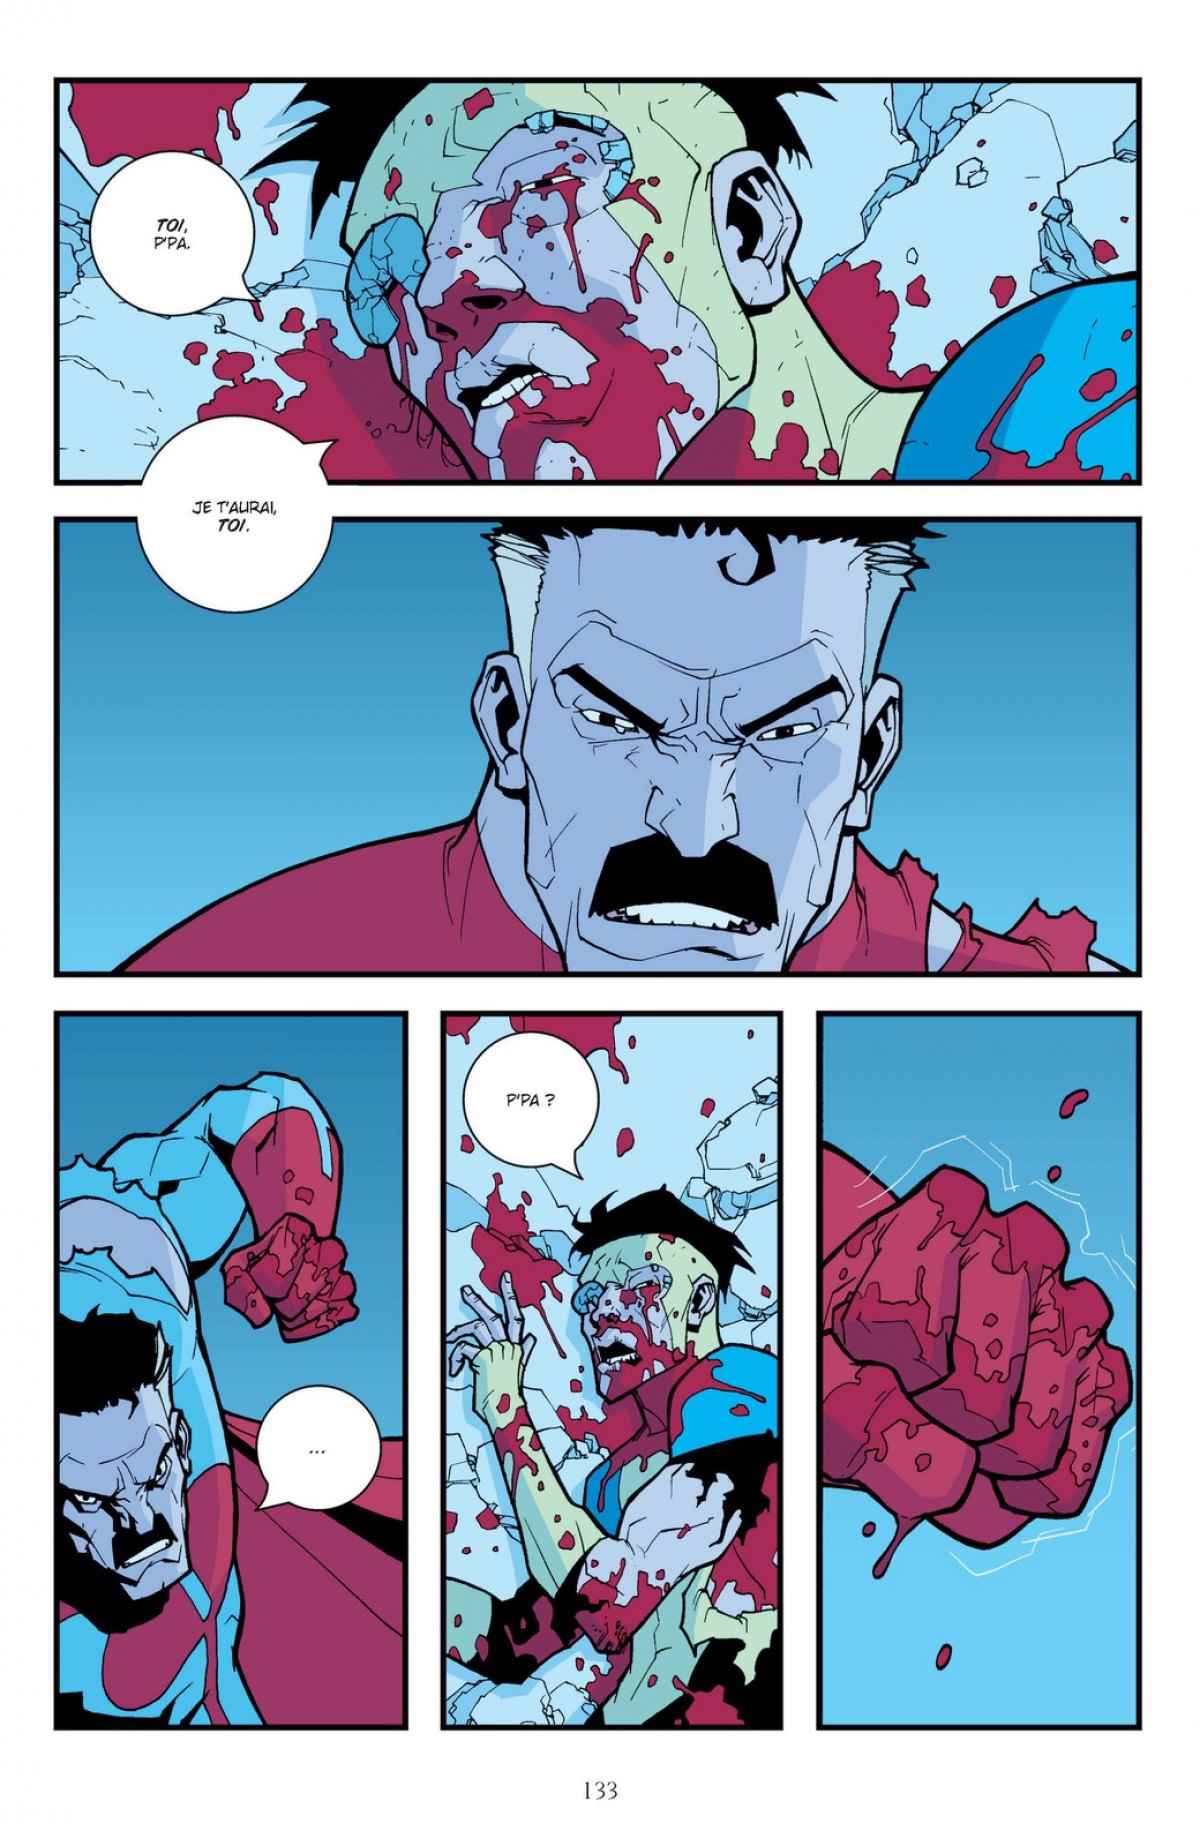 TOI,
P'PA.
JE T'AURAI,
TOI.
...
P'PA ?
133